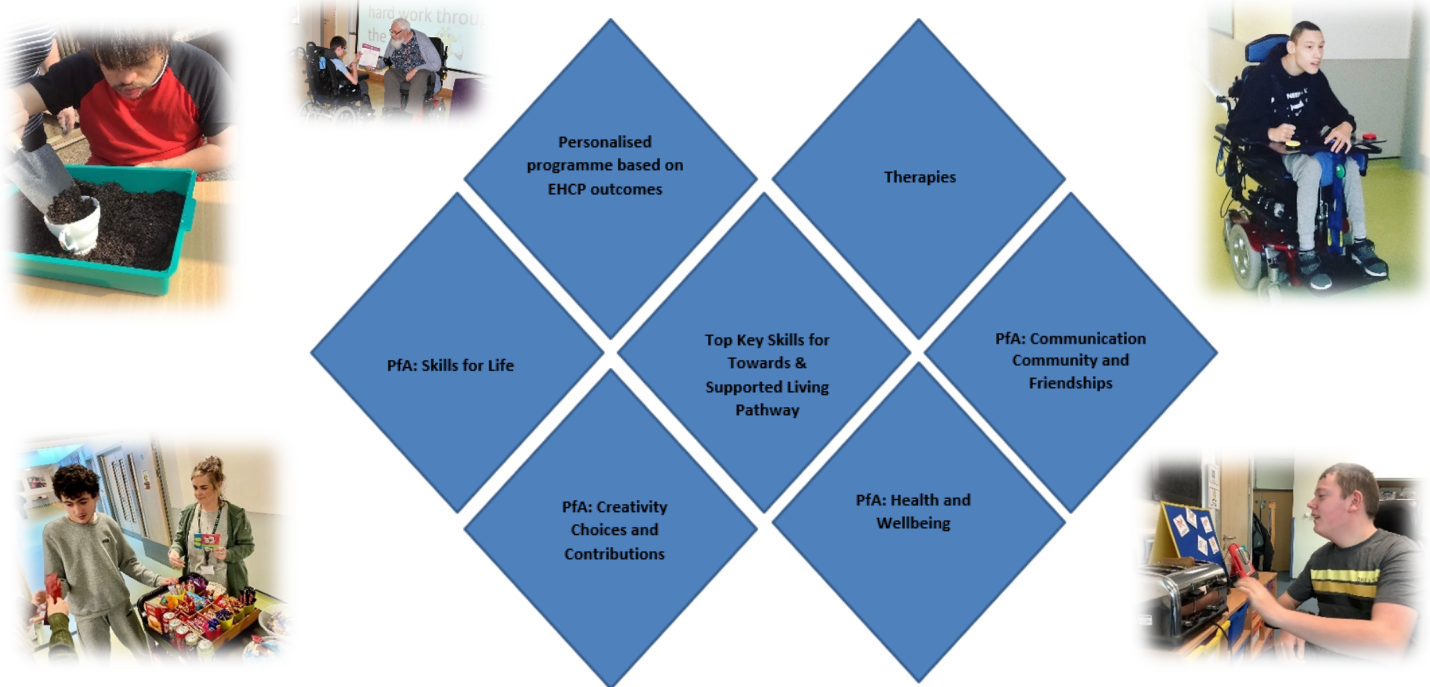 hard work throu
the
Personalised
programme based on
EHCP outcomes
Therapies
PfA: Skills for Life
Top Key Skills for
Towards &
Supported Living
Pathway
PfA: Communication
Community and
Friendships
PfA: Creativity
Choices and
Contributions
PfA: Health and
Wellbeing